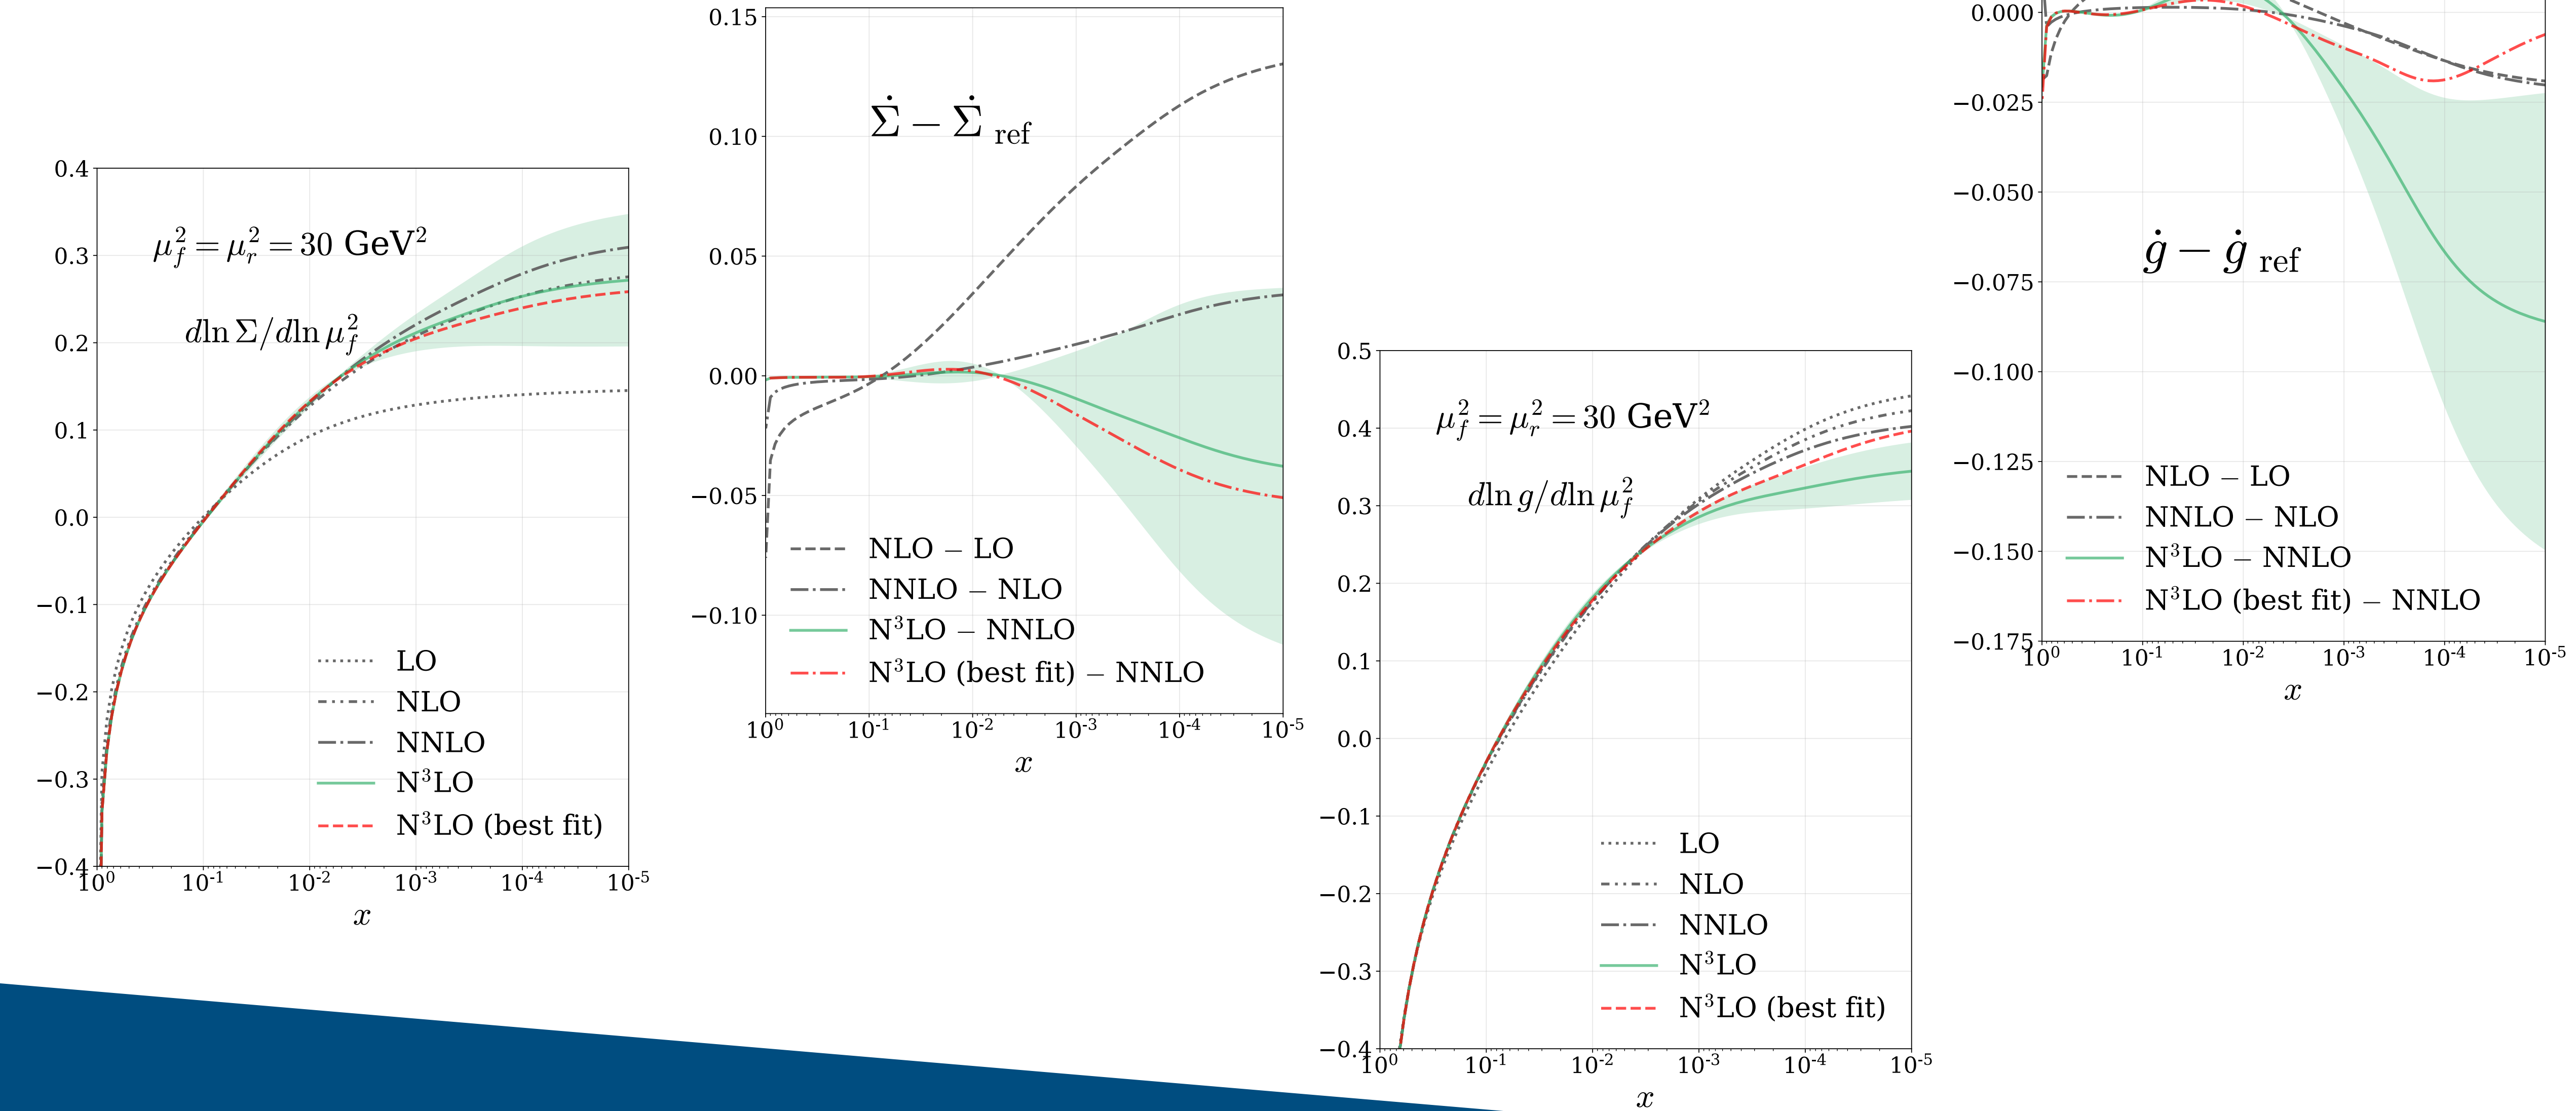 0.4
0.3
0.2
0.1
0.0
−0.1
−0.2
−0.3
−0.4
μ_f^2 = μ_r^2 = 30 GeV^2
d ln Σ/d ln μ_f^2
LO
NLO
NNLO
N^3LO
N^3LO (best fit)
10^0 10^-1 10^-2 10^-3 10^-4 10^-5
x
0.15
0.10
0.05
0.00
−0.05
−0.10
Σ̇ − Σ̇ ref
NLO − LO
NNLO − NLO
N^3LO − NNLO
N^3LO (best fit) − NNLO
10^0 10^-1 10^-2 10^-3 10^-4 10^-5
x
0.5
0.4
0.3
0.2
0.1
0.0
−0.1
−0.2
−0.3
−0.4
μ_f^2 = μ_r^2 = 30 GeV^2
d ln g/d ln μ_f^2
LO
NLO
NNLO
N^3LO
N^3LO (best fit)
10^0 10^-1 10^-2 10^-3 10^-4 10^-5
x
0.000
−0.025
−0.050
−0.075
−0.100
−0.125
−0.150
−0.175
ġ − ġ ref
NLO − LO
NNLO − NLO
N^3LO − NNLO
N^3LO (best fit) − NNLO
10^0 10^-1 10^-2 10^-3 10^-4 10^-5
x